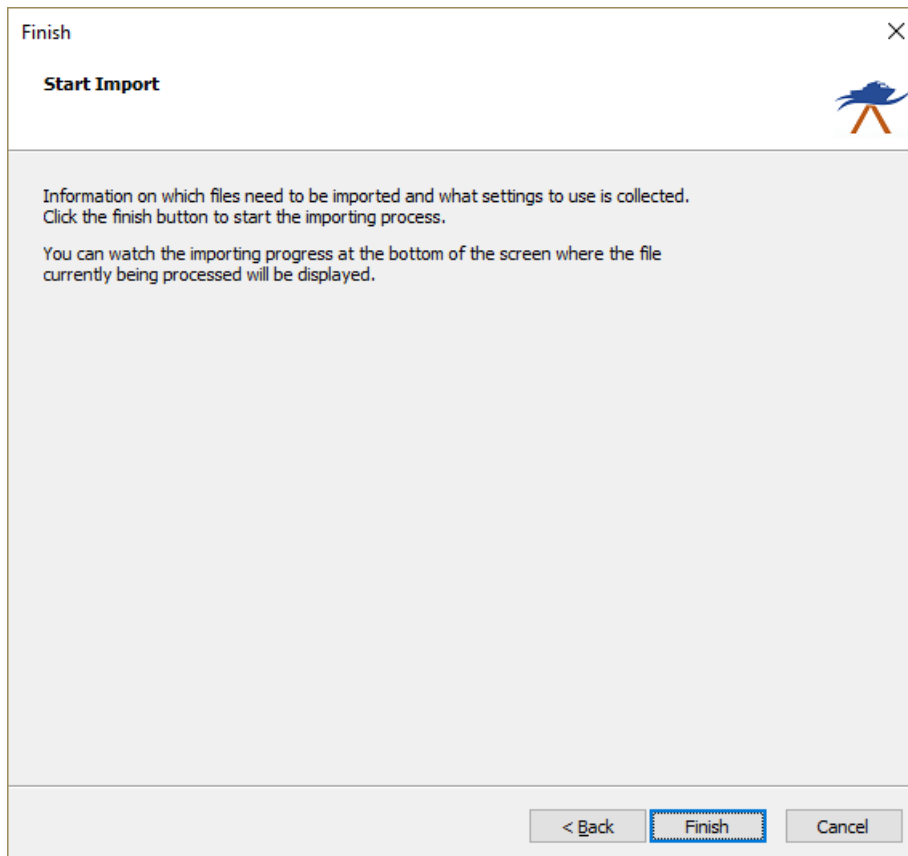 Finish
Start Import
Information on which files need to be imported and what settings to use is collected.
Click the finish button to start the importing process.
You can watch the importing progress at the bottom of the screen where the file
currently being processed will be displayed.
< Back
Finish
Cancel